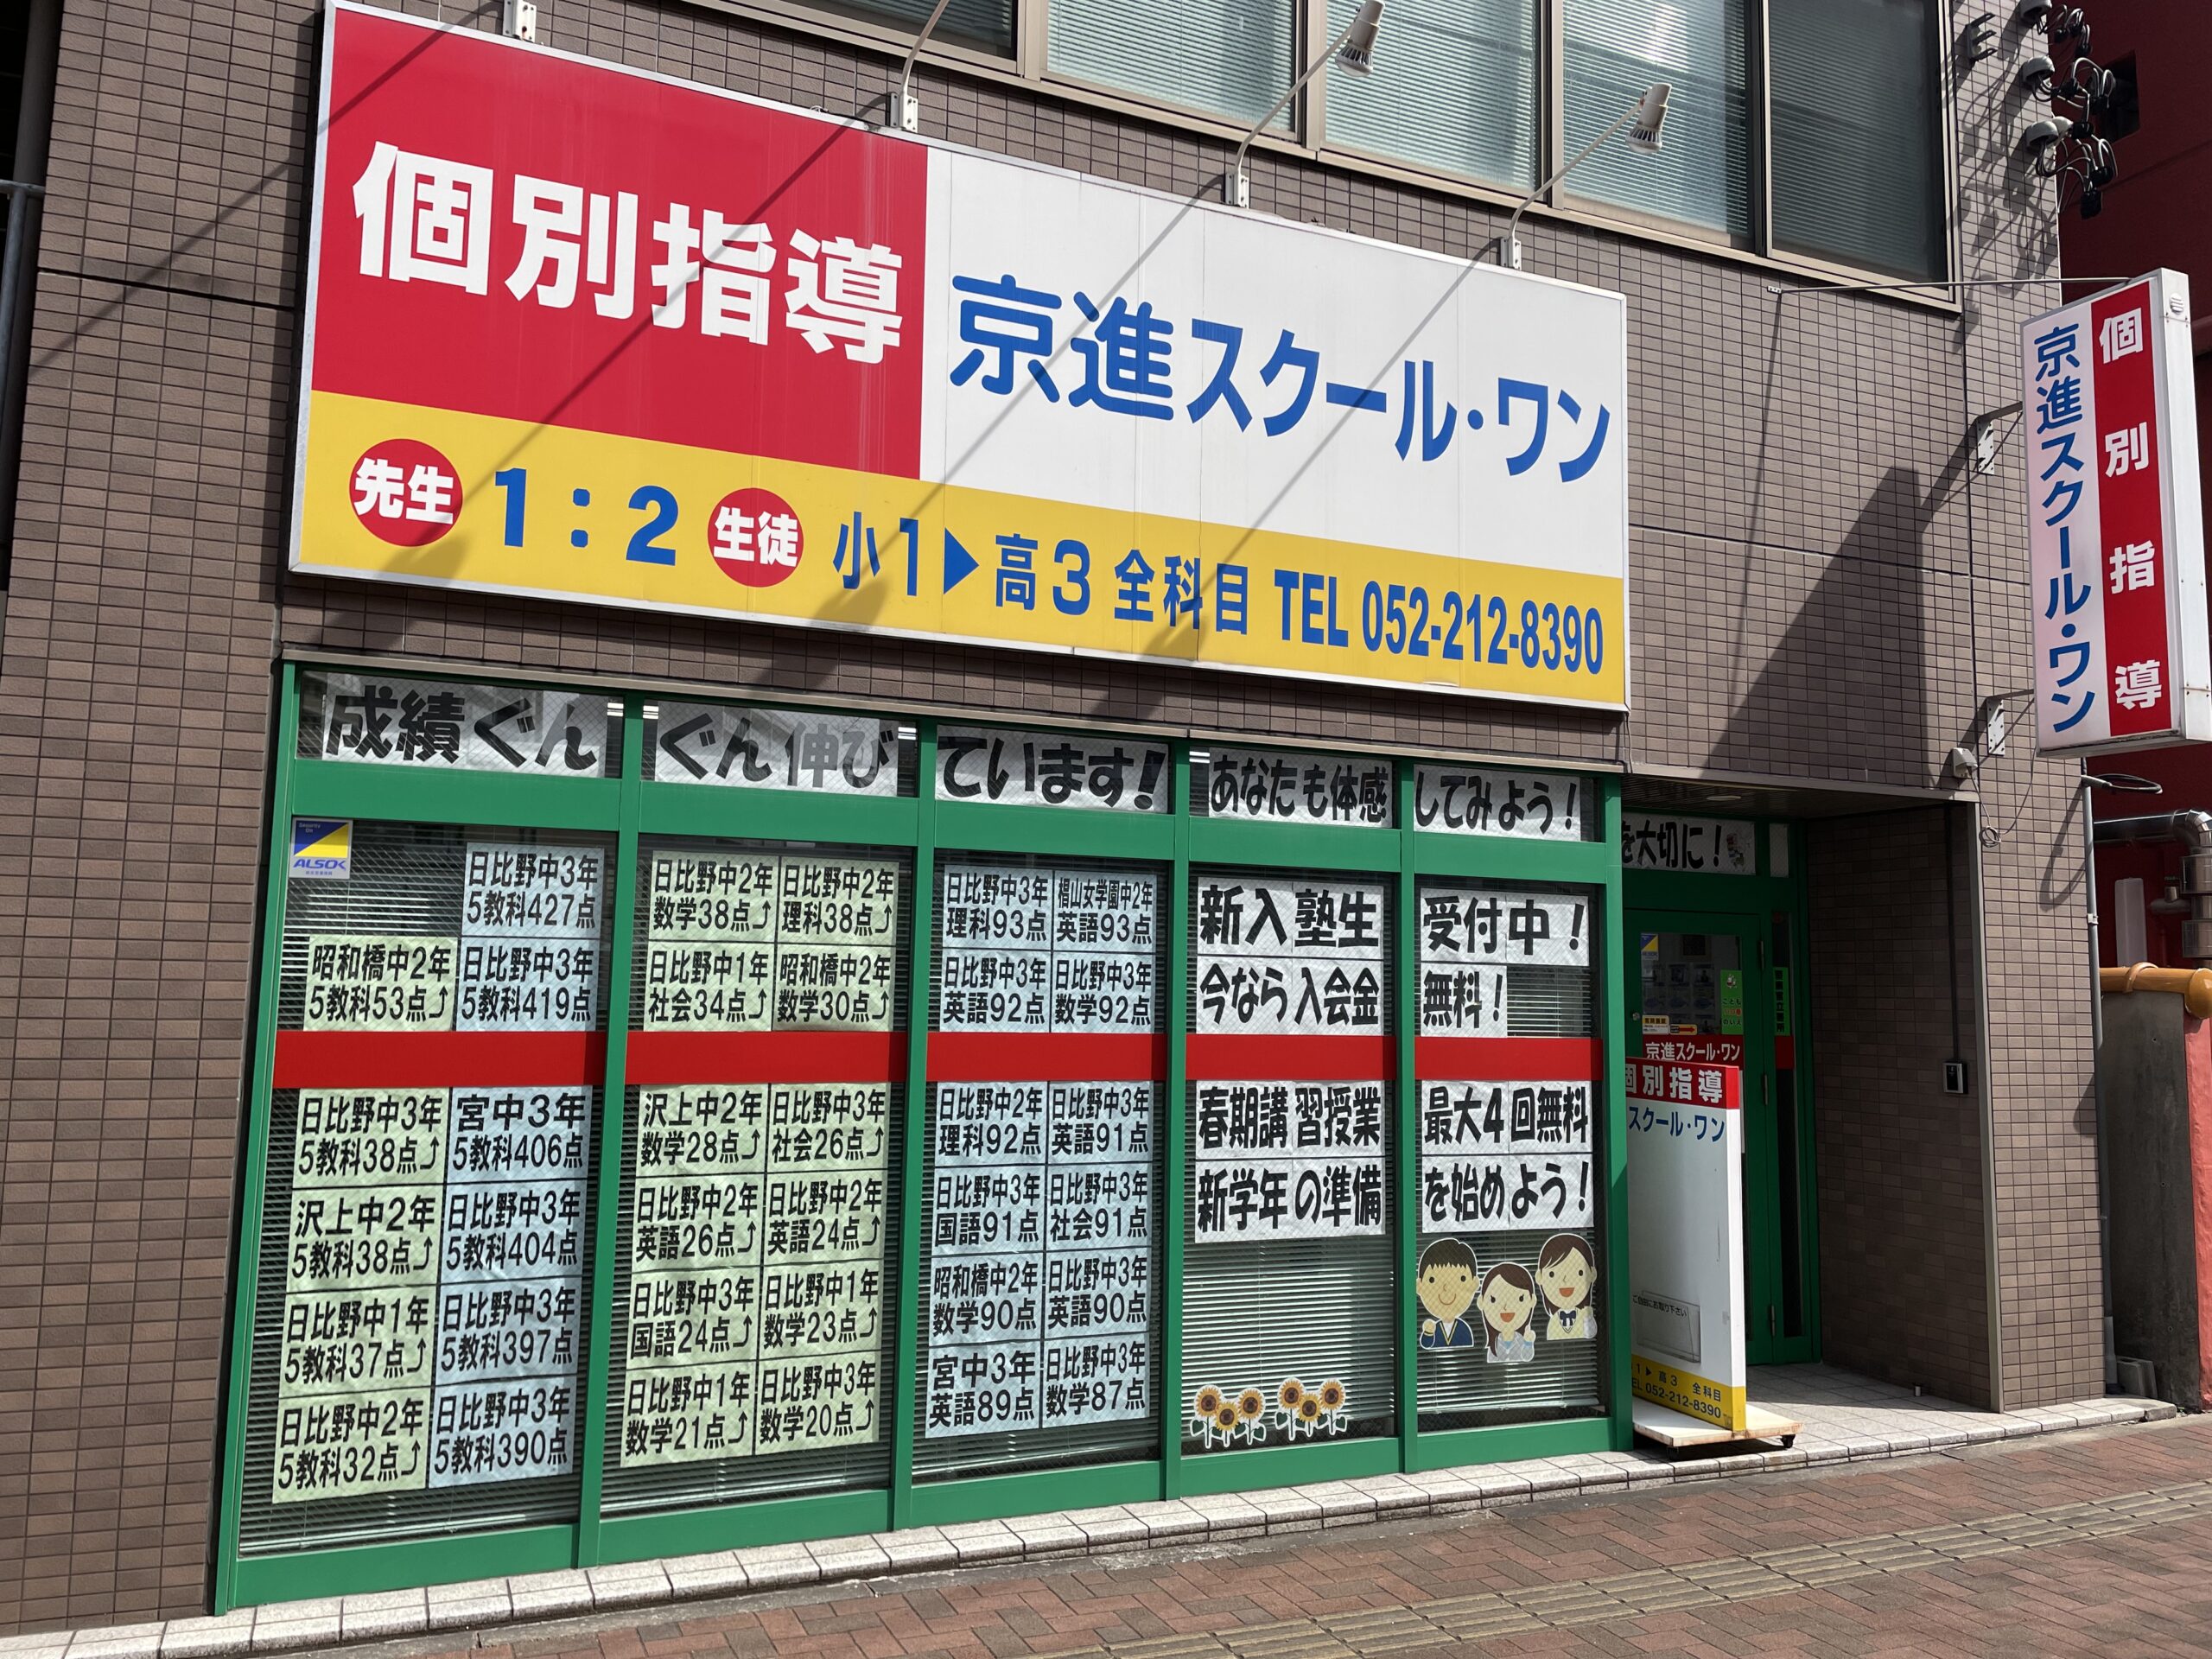 個別指導
京進スクール・ワン
先生 1:2 生徒 小1▶高3 全科目 TEL 052-212-8390
個別指導
京進スクール・ワン
成績ぐんぐん伸びています！
あなたも体感してみよう！
を大切に！
ALSOK
日比野中3年
5教科427点
昭和橋中2年
5教科53点⤴
日比野中3年
5教科419点
日比野中3年
5教科38点⤴
宮中3年
5教科406点
沢上中2年
5教科38点⤴
日比野中3年
5教科404点
日比野中1年
5教科37点⤴
日比野中3年
5教科397点
日比野中2年
5教科32点⤴
日比野中3年
5教科390点
日比野中2年
数学38点⤴
日比野中2年
理科38点⤴
日比野中1年
社会34点⤴
昭和橋中2年
数学30点⤴
沢上中2年
数学28点⤴
日比野中3年
社会26点⤴
日比野中2年
英語26点⤴
日比野中2年
英語24点⤴
日比野中3年
国語24点⤴
日比野中1年
数学23点⤴
日比野中1年
数学21点⤴
日比野中3年
数学20点⤴
日比野中3年
理科93点
椙山女学園中2年
英語93点
日比野中3年
英語92点
日比野中3年
数学92点
日比野中2年
理科92点
日比野中3年
英語91点
日比野中3年
国語91点
日比野中3年
社会91点
昭和橋中2年
数学90点
日比野中3年
英語90点
宮中3年
英語89点
日比野中3年
数学87点
新入塾生受付中！
今なら入会金無料！
春期講習授業最大4回無料
新学年の準備を始めよう！
京進スクール・ワン
個別指導
スクール・ワン
ご自由にお取り下さい
1▶高3 全科目
EL 052-212-8390